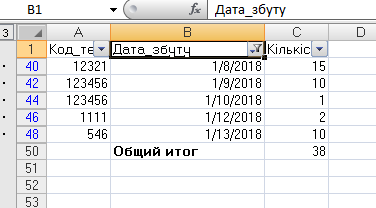 B1 fx Дата_збуту
3 A B C D
1 Код_те Дата_збуту Кількіс
40 12321 1/8/2018 15
42 123456 1/9/2018 10
44 123456 1/10/2018 1
46 1111 1/12/2018 2
48 546 1/13/2018 10
50 Общий итог 38
51
52
53